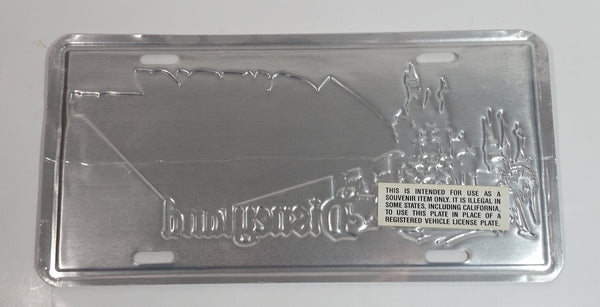 Disneyland
THIS IS INTENDED FOR USE AS A
SOUVENIR ITEM ONLY. IT IS ILLEGAL IN
SOME STATES, INCLUDING CALIFORNIA,
TO USE THIS PLATE IN PLACE OF A
REGISTERED VEHICLE LICENSE PLATE.